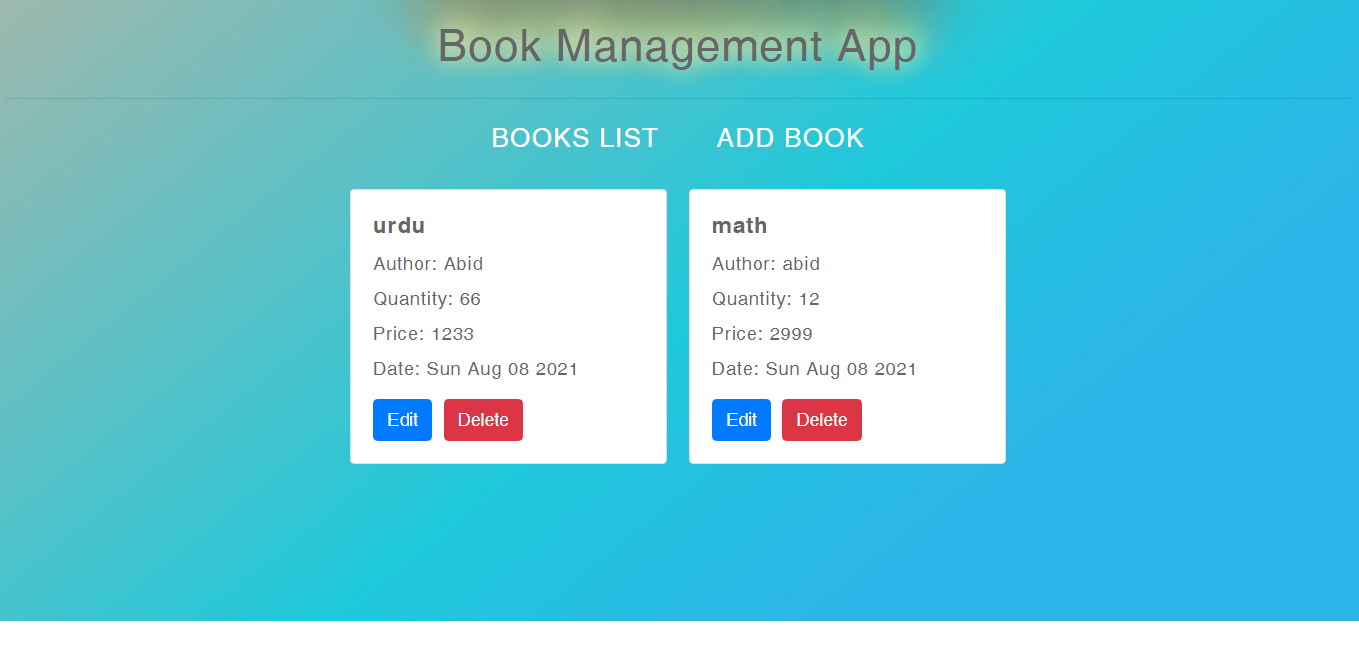 Book Management App
BOOKS LIST
ADD BOOK
urdu
Author: Abid
Quantity: 66
Price: 1233
Date: Sun Aug 08 2021
Edit
Delete
math
Author: abid
Quantity: 12
Price: 2999
Date: Sun Aug 08 2021
Edit
Delete